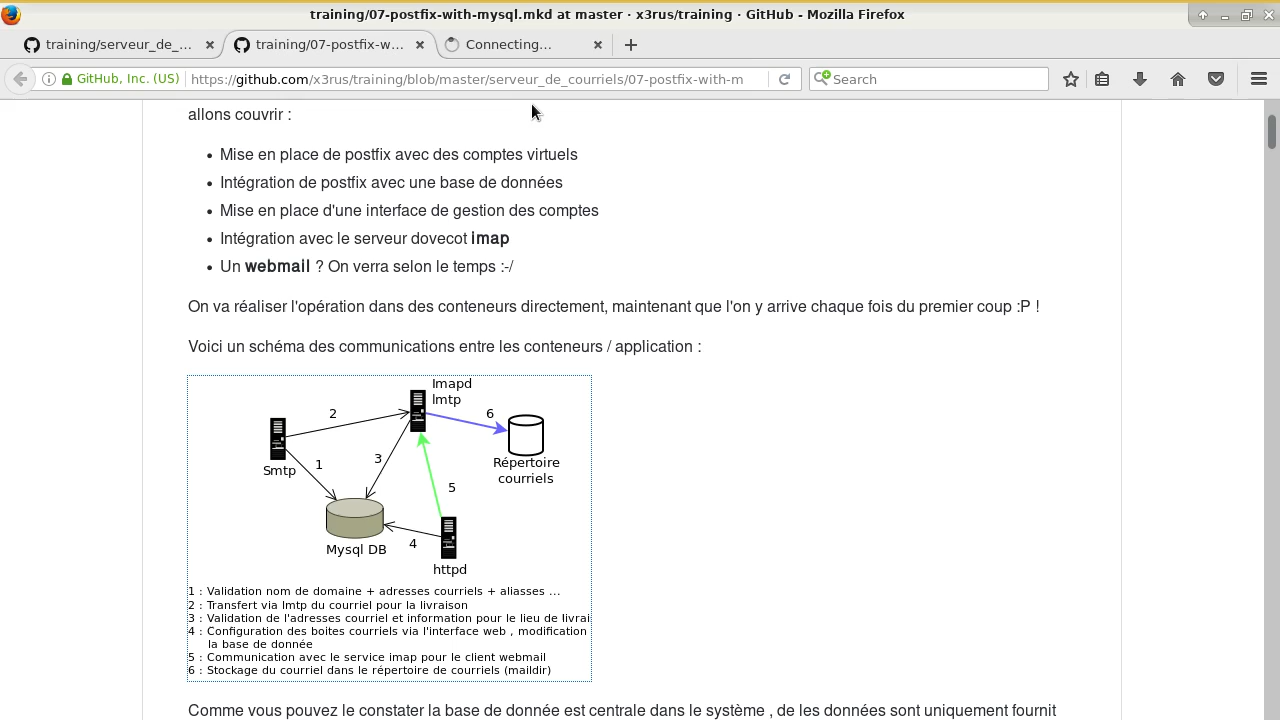 training/07-postfix-with-mysql.mkd at master · x3rus/training · GitHub - Mozilla Firefox
training/serveur_de_...
training/07-postfix-w...
Connecting...
GitHub, Inc. (US)
https://github.com/x3rus/training/blob/master/serveur_de_courriels/07-postfix-with-m
Search
allons couvrir :
• Mise en place de postfix avec des comptes virtuels
• Intégration de postfix avec une base de données
• Mise en place d'une interface de gestion des comptes
• Intégration avec le serveur dovecot imap
• Un webmail ? On verra selon le temps :-/
On va réaliser l'opération dans des conteneurs directement, maintenant que l'on y arrive chaque fois du premier coup :P !
Voici un schéma des communications entre les conteneurs / application :
Imapd
lmtp
2
6
Smtp
1
3
Répertoire
courriels
5
Mysql DB
4
httpd
1 : Validation nom de domaine + adresses courriels + aliasses ...
2 : Transfert via lmtp du courriel pour la livraison
3 : Validation de l'adresses courriel et information pour le lieu de livrai
4 : Configuration des boites courriels via l'interface web , modification
la base de donnée
5 : Communication avec le service imap pour le client webmail
6 : Stockage du courriel dans le répertoire de courriels (maildir)
Comme vous pouvez le constater la base de donnée est centrale dans le système , de les données sont uniquement fournit